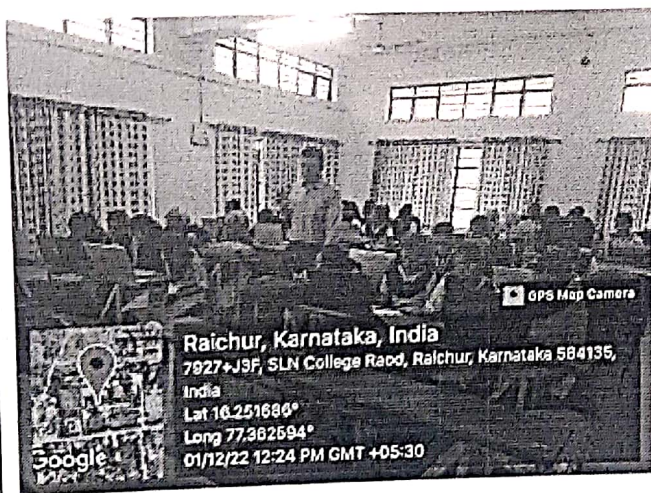 GPS Map Camera
Raichur, Karnataka, India
7927+J3F, SLN College Raod, Raichur, Karnataka 584135,
India
Lat 16.251686°
Long 77.362594°
01/12/22 12:24 PM GMT +05:30
Google